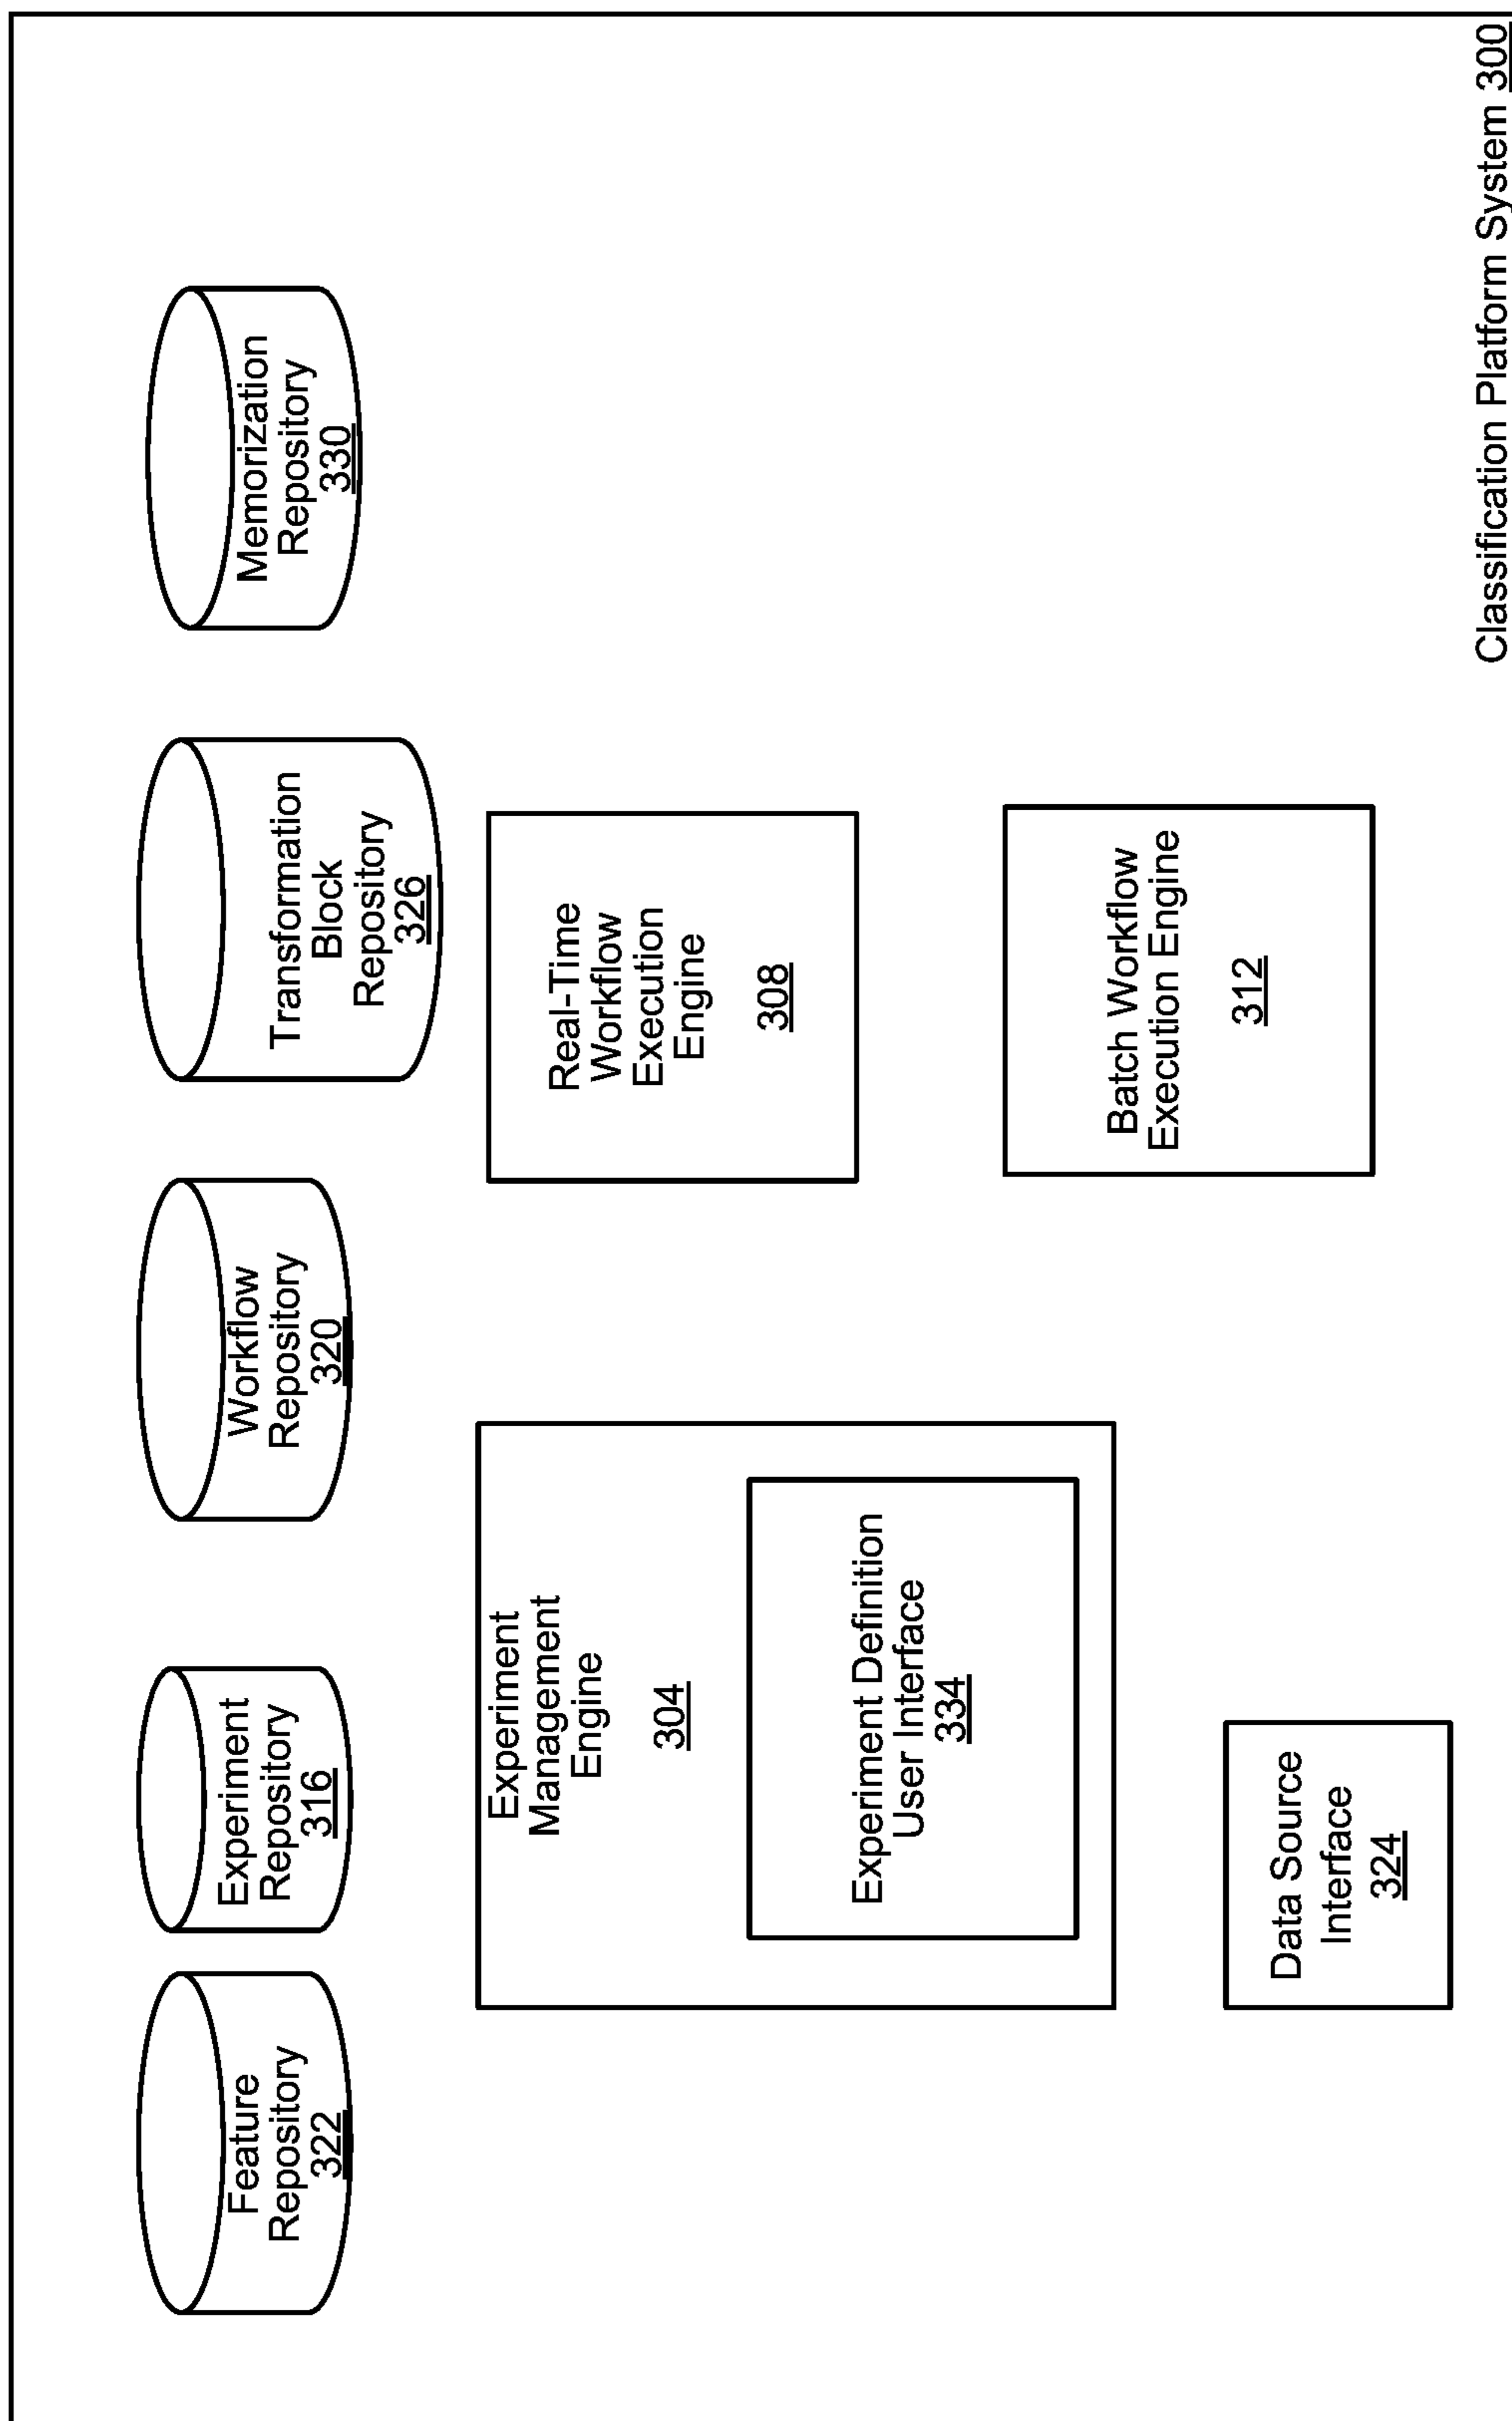 Feature
Repository
322
Experiment
Repository
316
Workflow
Repository
320
Transformation
Block
Repository
326
Memorization
Repository
330
Experiment
Management
Engine
304
Experiment Definition
User Interface
334
Real-Time
Workflow
Execution
Engine
308
Data Source
Interface
324
Batch Workflow
Execution Engine
312
Classification Platform System 300